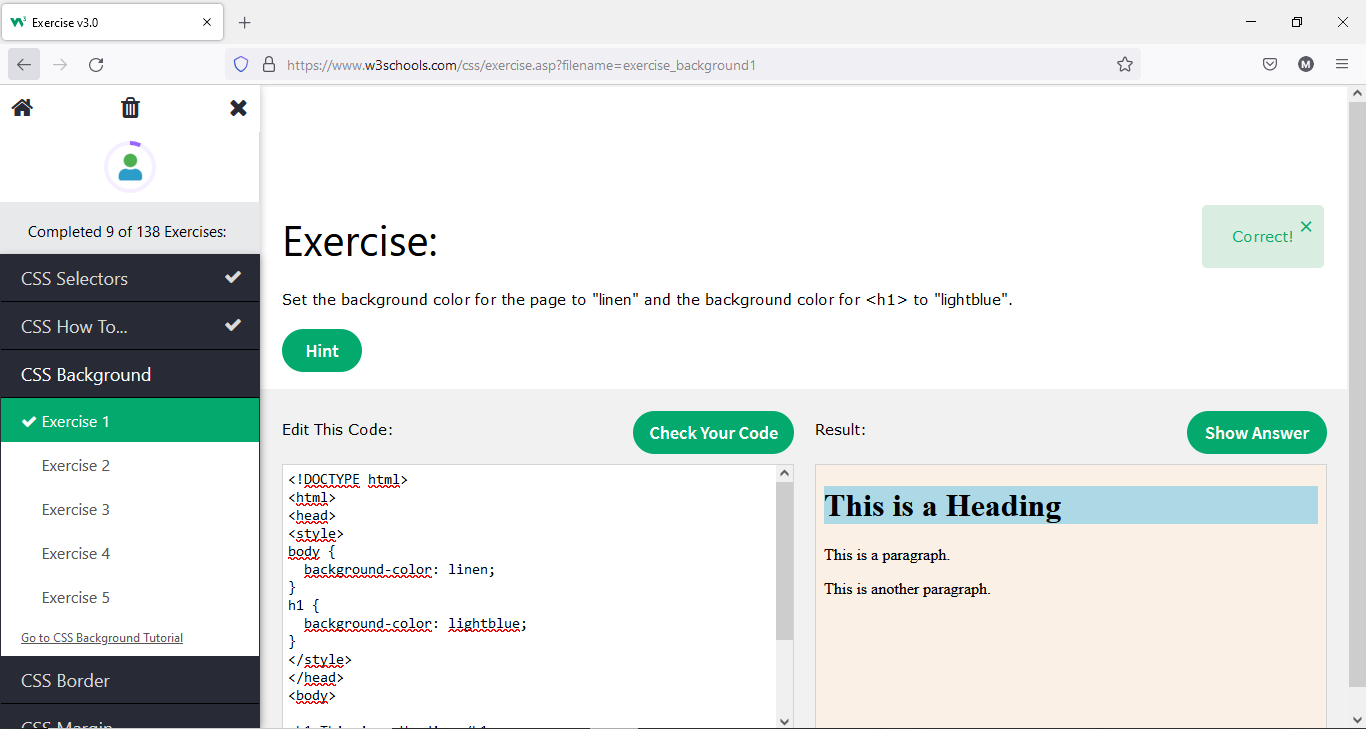 Exercise v3.0
https://www.w3schools.com/css/exercise.asp?filename=exercise_background1
M
Completed 9 of 138 Exercises:
CSS Selectors
CSS How To...
CSS Background
Exercise 1
Exercise 2
Exercise 3
Exercise 4
Exercise 5
Go to CSS Background Tutorial
CSS Border
CSS Margin
Exercise:
Correct!
Set the background color for the page to "linen" and the background color for <h1> to "lightblue".
Hint
Edit This Code:
Check Your Code
<!DOCTYPE html>
<html>
<head>
<style>
body {
  background-color: linen;
}
h1 {
  background-color: lightblue;
}
</style>
</head>
<body>
Result:
Show Answer
This is a Heading
This is a paragraph.
This is another paragraph.